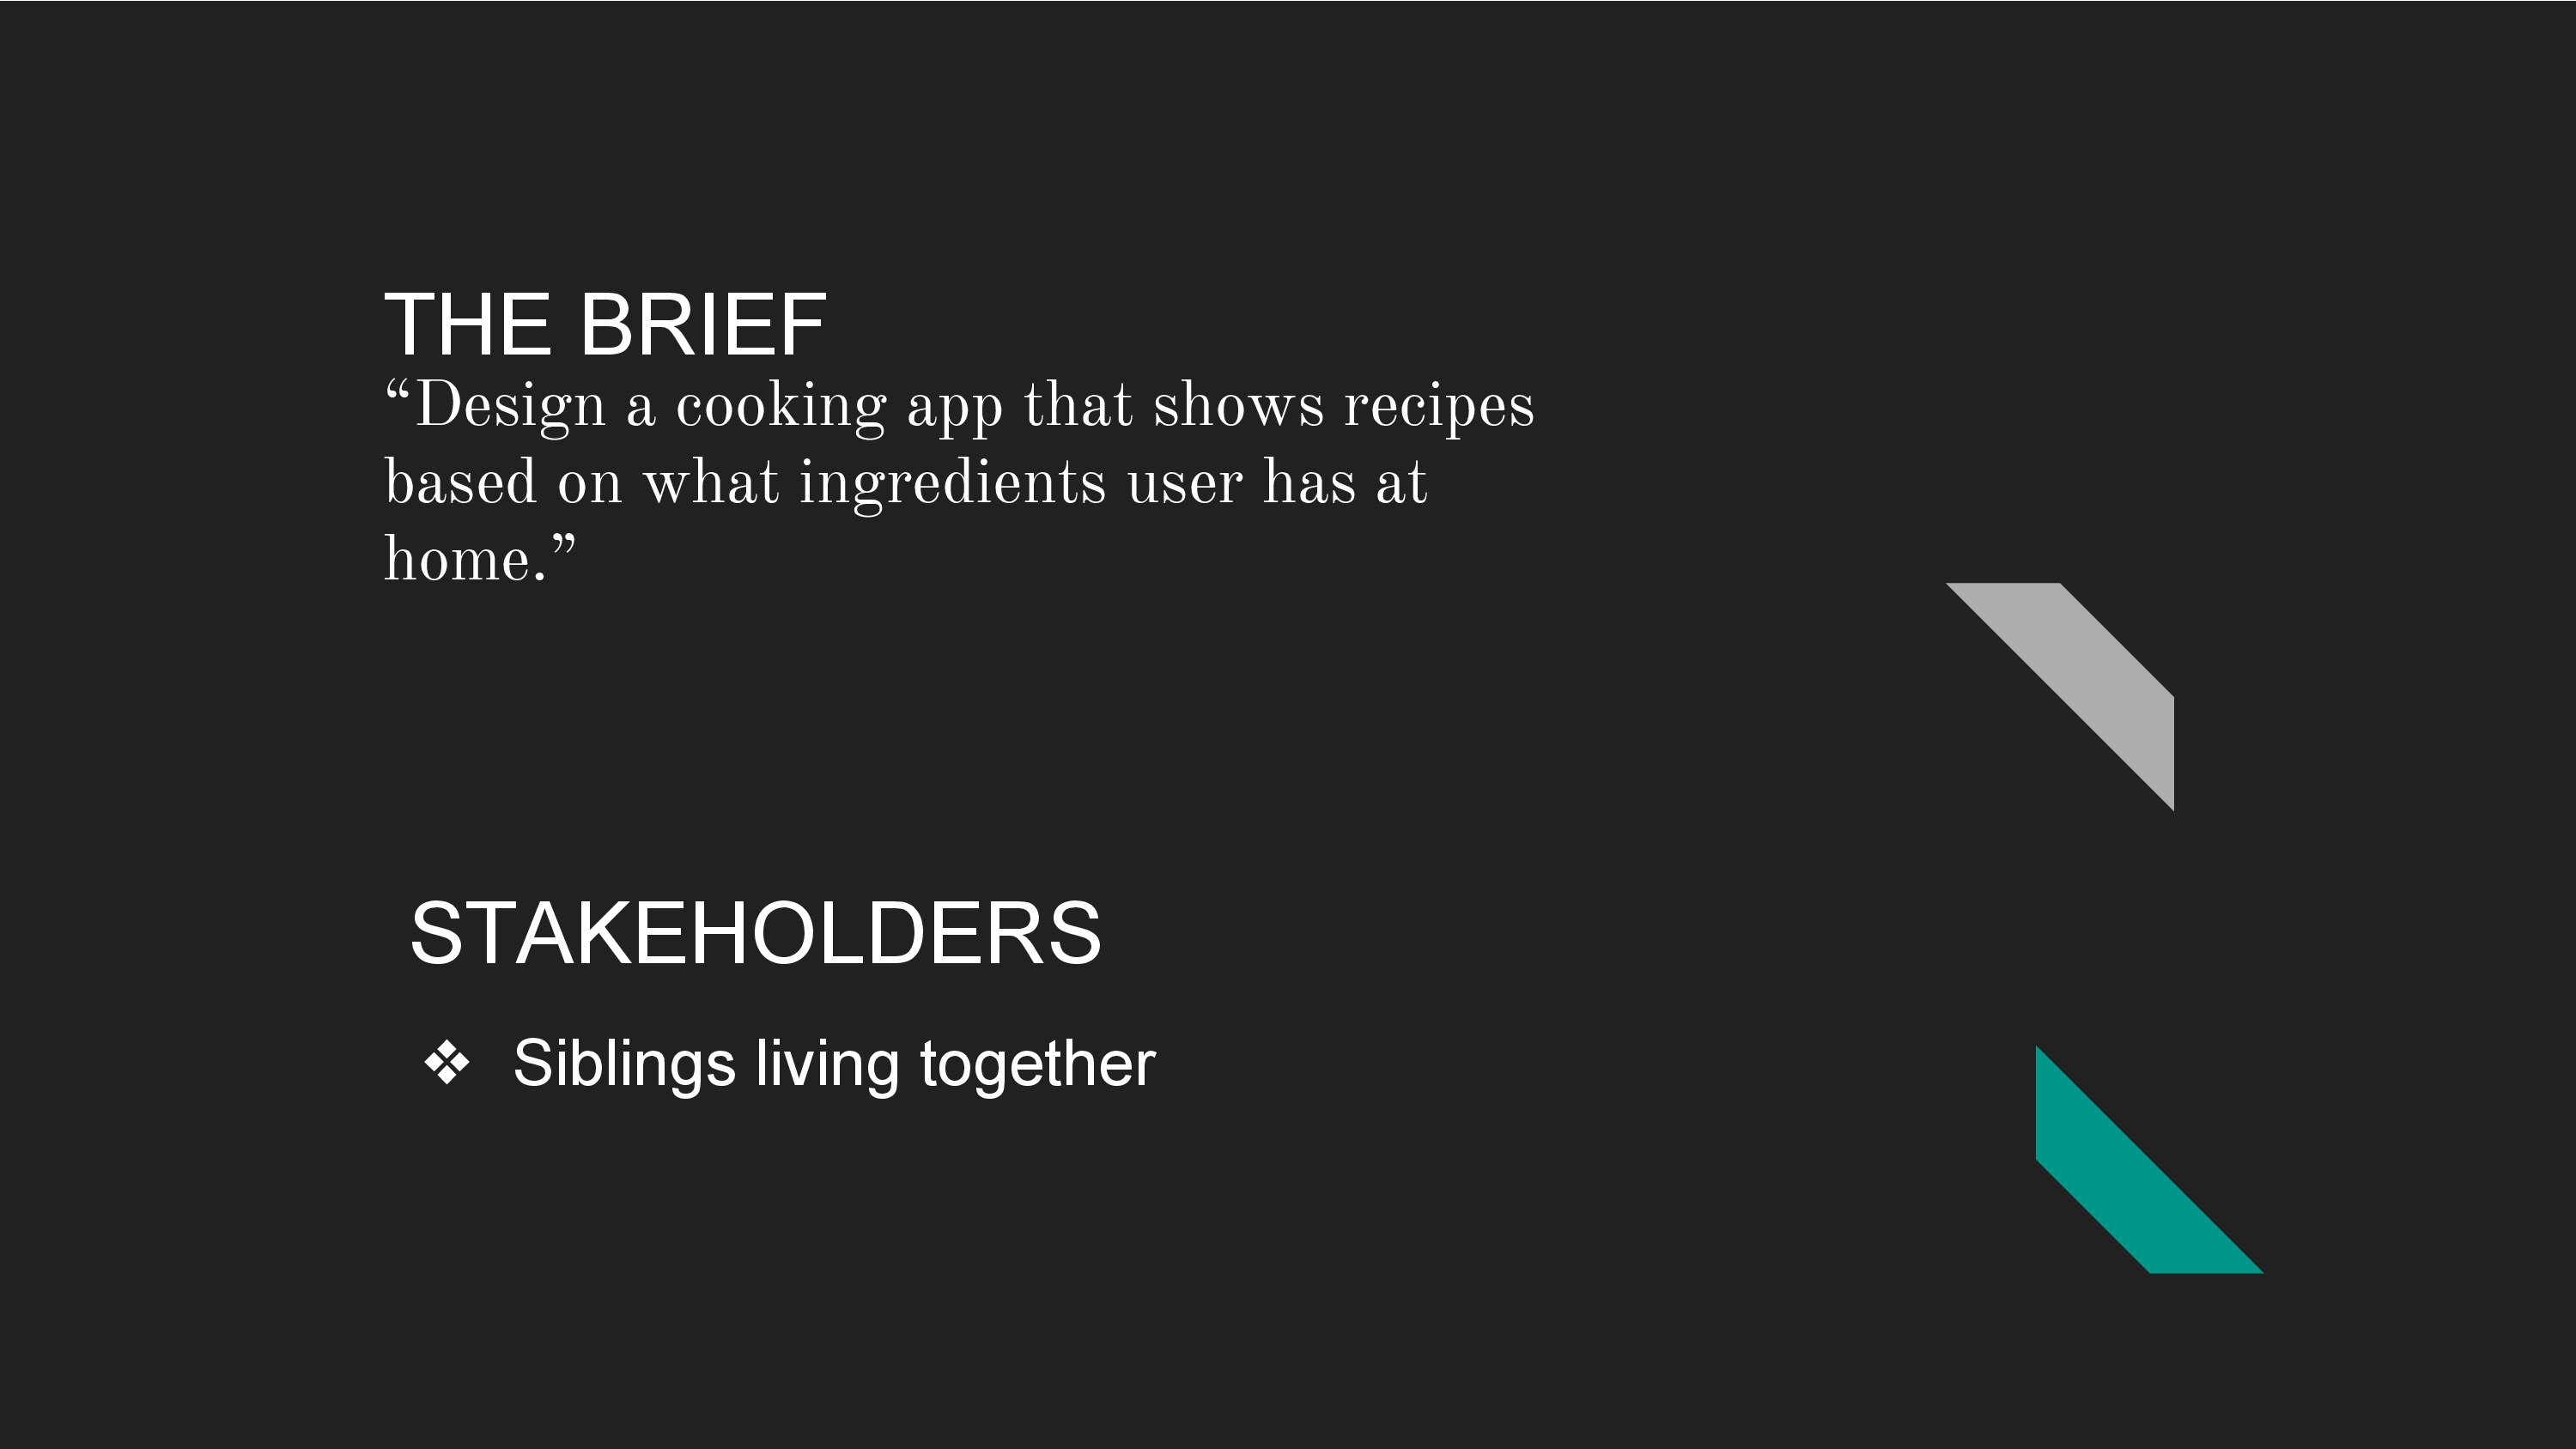 THE BRIEF
“Design a cooking app that shows recipes
based on what ingredients user has at
home.”
STAKEHOLDERS
❖ Siblings living together